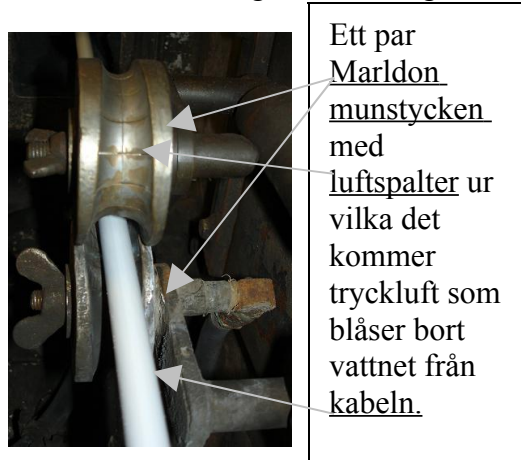 Ett par
Marldon
munstycken
med
luftspalter ur
vilka det
kommer
tryckluft som
blåser bort
vattnet från
kabeln.